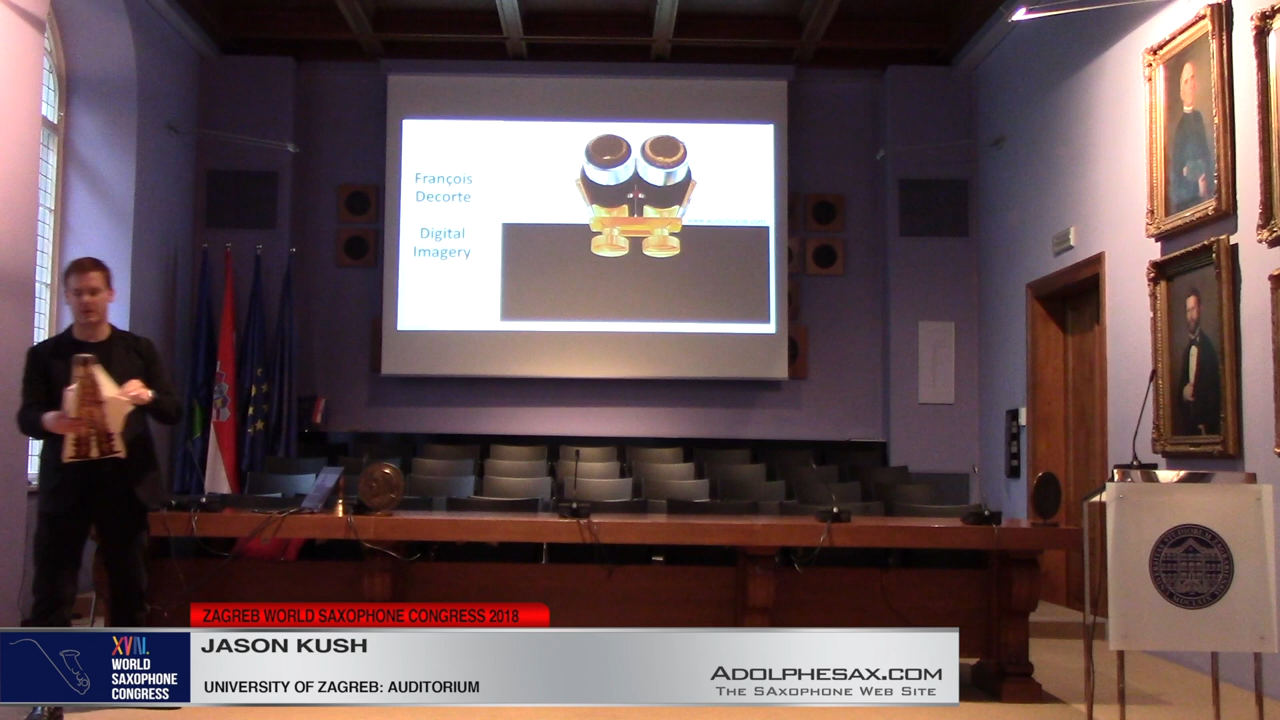 François
Decorte
Digital
Imagery
ZAGREB WORLD SAXOPHONE CONGRESS 2018
JASON KUSH
XVIII.
WORLD
SAXOPHONE
CONGRESS
UNIVERSITY OF ZAGREB: AUDITORIUM
ADOLPHESAX.COM
THE SAXOPHONE WEB SITE